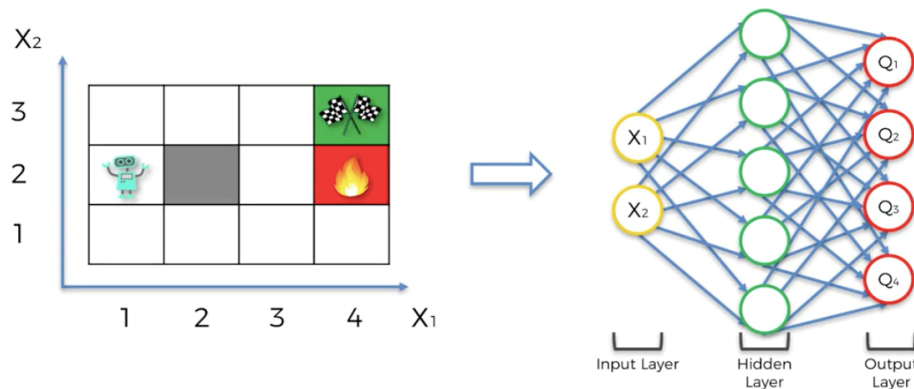 X₂
3
2
1
1 2 3 4 X₁
X₁
X₂
Q₁
Q₂
Q₃
Q₄
Input Layer
Hidden
Layer
Output
Layer